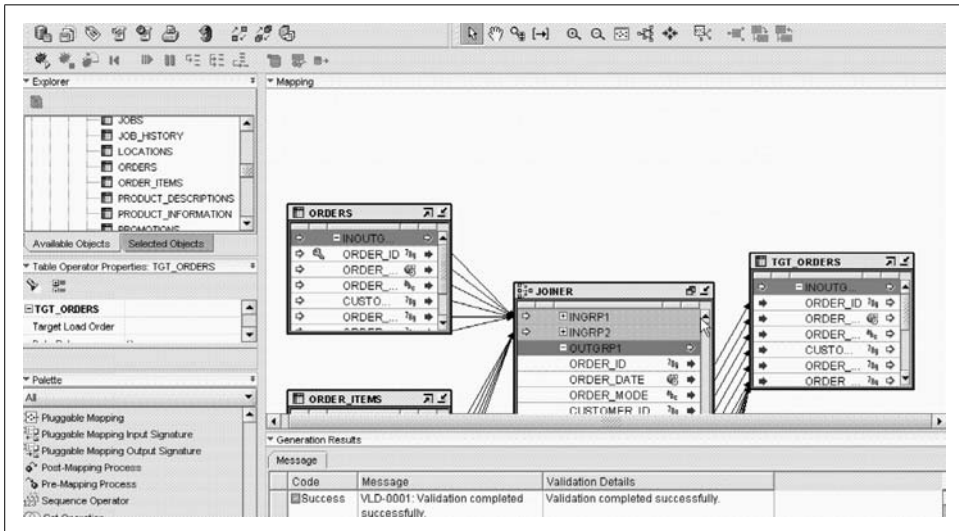 Explorer
JOBS
JOB_HISTORY
LOCATIONS
ORDERS
ORDER_ITEMS
PRODUCT_DESCRIPTIONS
PRODUCT_INFORMATION
PROMOTIONS
Available Objects
Selected Objects
Table Operator Properties: TGT_ORDERS
TGT_ORDERS
Target Load Order
Palette
All
Pluggable Mapping
Pluggable Mapping Input Signature
Pluggable Mapping Output Signature
Post-Mapping Process
Pre-Mapping Process
Sequence Operator
Mapping
ORDERS
INOUTG...
ORDER_ID
ORDER_...
ORDER_...
CUSTO...
ORDER_...
ORDER_ITEMS
JOINER
INGRP1
INGRP2
OUTGRP1
ORDER_ID
ORDER_DATE
ORDER_MODE
CUSTOMER_ID
TGT_ORDERS
INOUTG...
ORDER_ID
ORDER_...
ORDER_...
CUSTO...
ORDER_...
Generation Results
Message
Code Message Validation Details
Success VLD-0001: Validation completed successfully. Validation completed successfully.